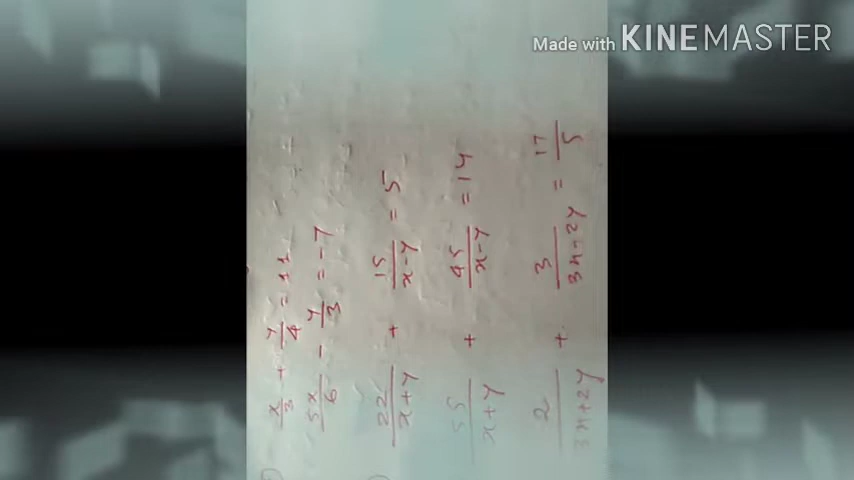 Made with KINEMASTER
x/3 + y/4 = 11
5x/6 - y/3 = -7
22/x+y + 15/x-y = 5
55/x+y + 45/x-y = 14
2/3x+2y + 3/3x-2y = 17/5